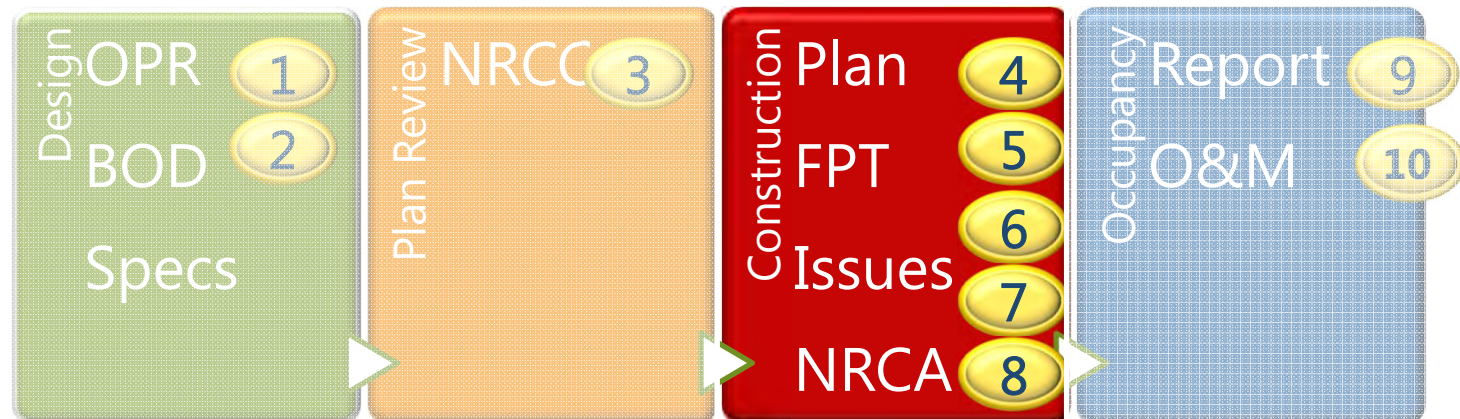 Design
OPR 1
BOD 2
Specs
Plan Review
NRCC 3
Construction
Plan 4
FPT 5
6
Issues
7
NRCA 8
Occupancy
Report 9
O&M 10